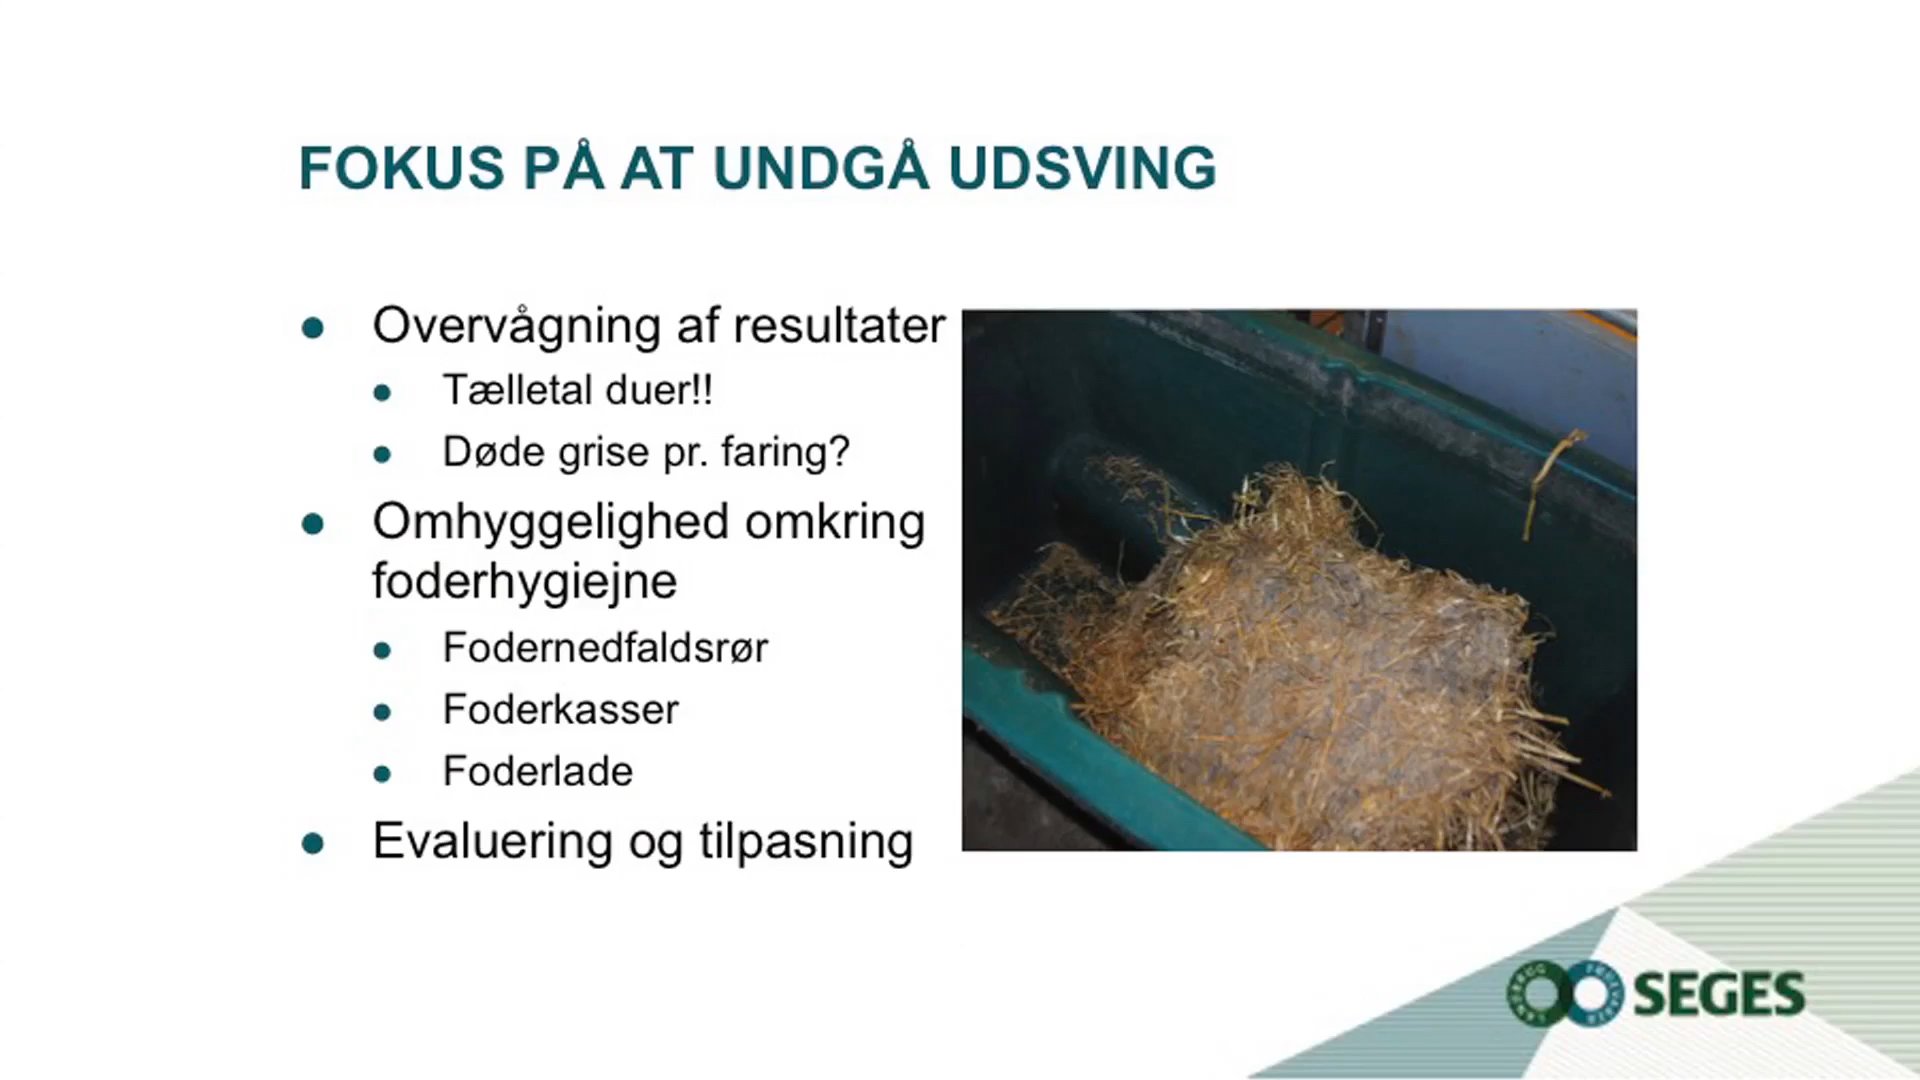 FOKUS PÅ AT UNDGÅ UDSVING
Overvågning af resultater
Tælletal duer!!
Døde grise pr. faring?
Omhyggelighed omkring
foderhygiejne
Fodernedfaldsrør
Foderkasser
Foderlade
Evaluering og tilpasning
SEGES